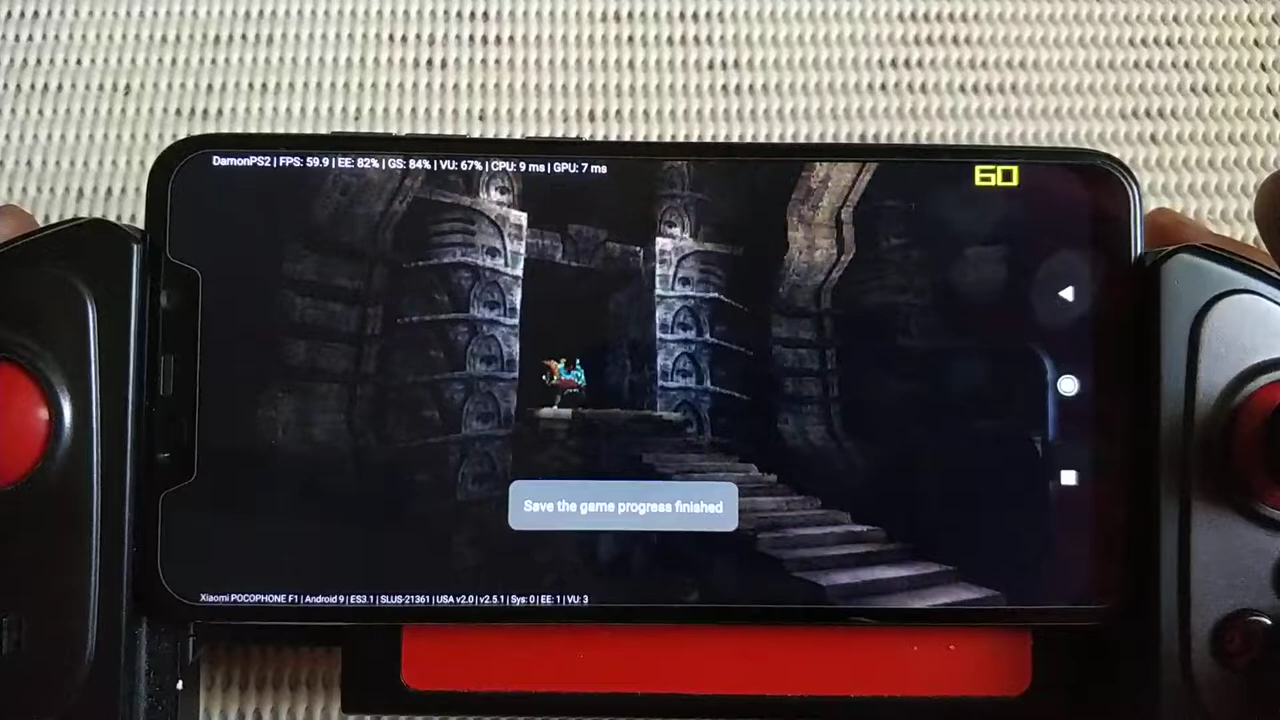 DamonPS2 | FPS: 59.9 | EE: 82% | GS: 84% | VU: 67% | CPU: 9 ms | GPU: 7 ms
60
Save the game progress finished
Xiaomi POCOPHONE F1 | Android 9 | ES3.1 | SLUS-21361 | USA v2.0 | v2.5.1 | Sys: 0 | EE: 1 | VU: 3